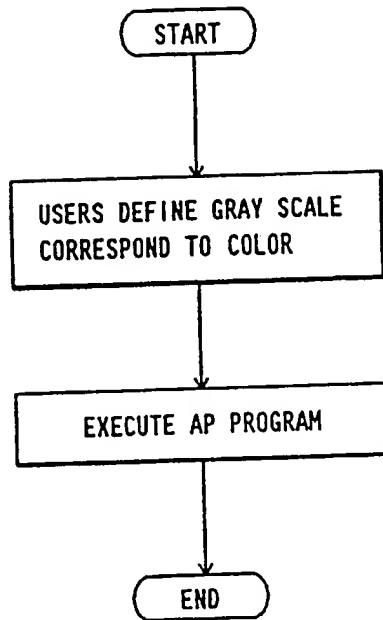 START
USERS DEFINE GRAY SCALE
CORRESPOND TO COLOR
EXECUTE AP PROGRAM
END